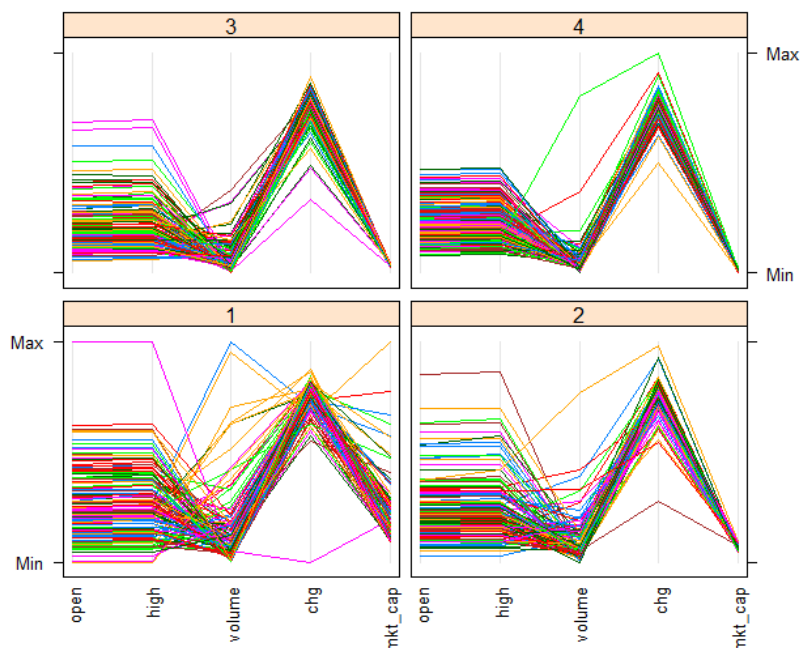 3
4
Max
Min
1
2
Max
Min
open
high
volume
chg
mkt_cap
open
high
volume
chg
mkt_cap